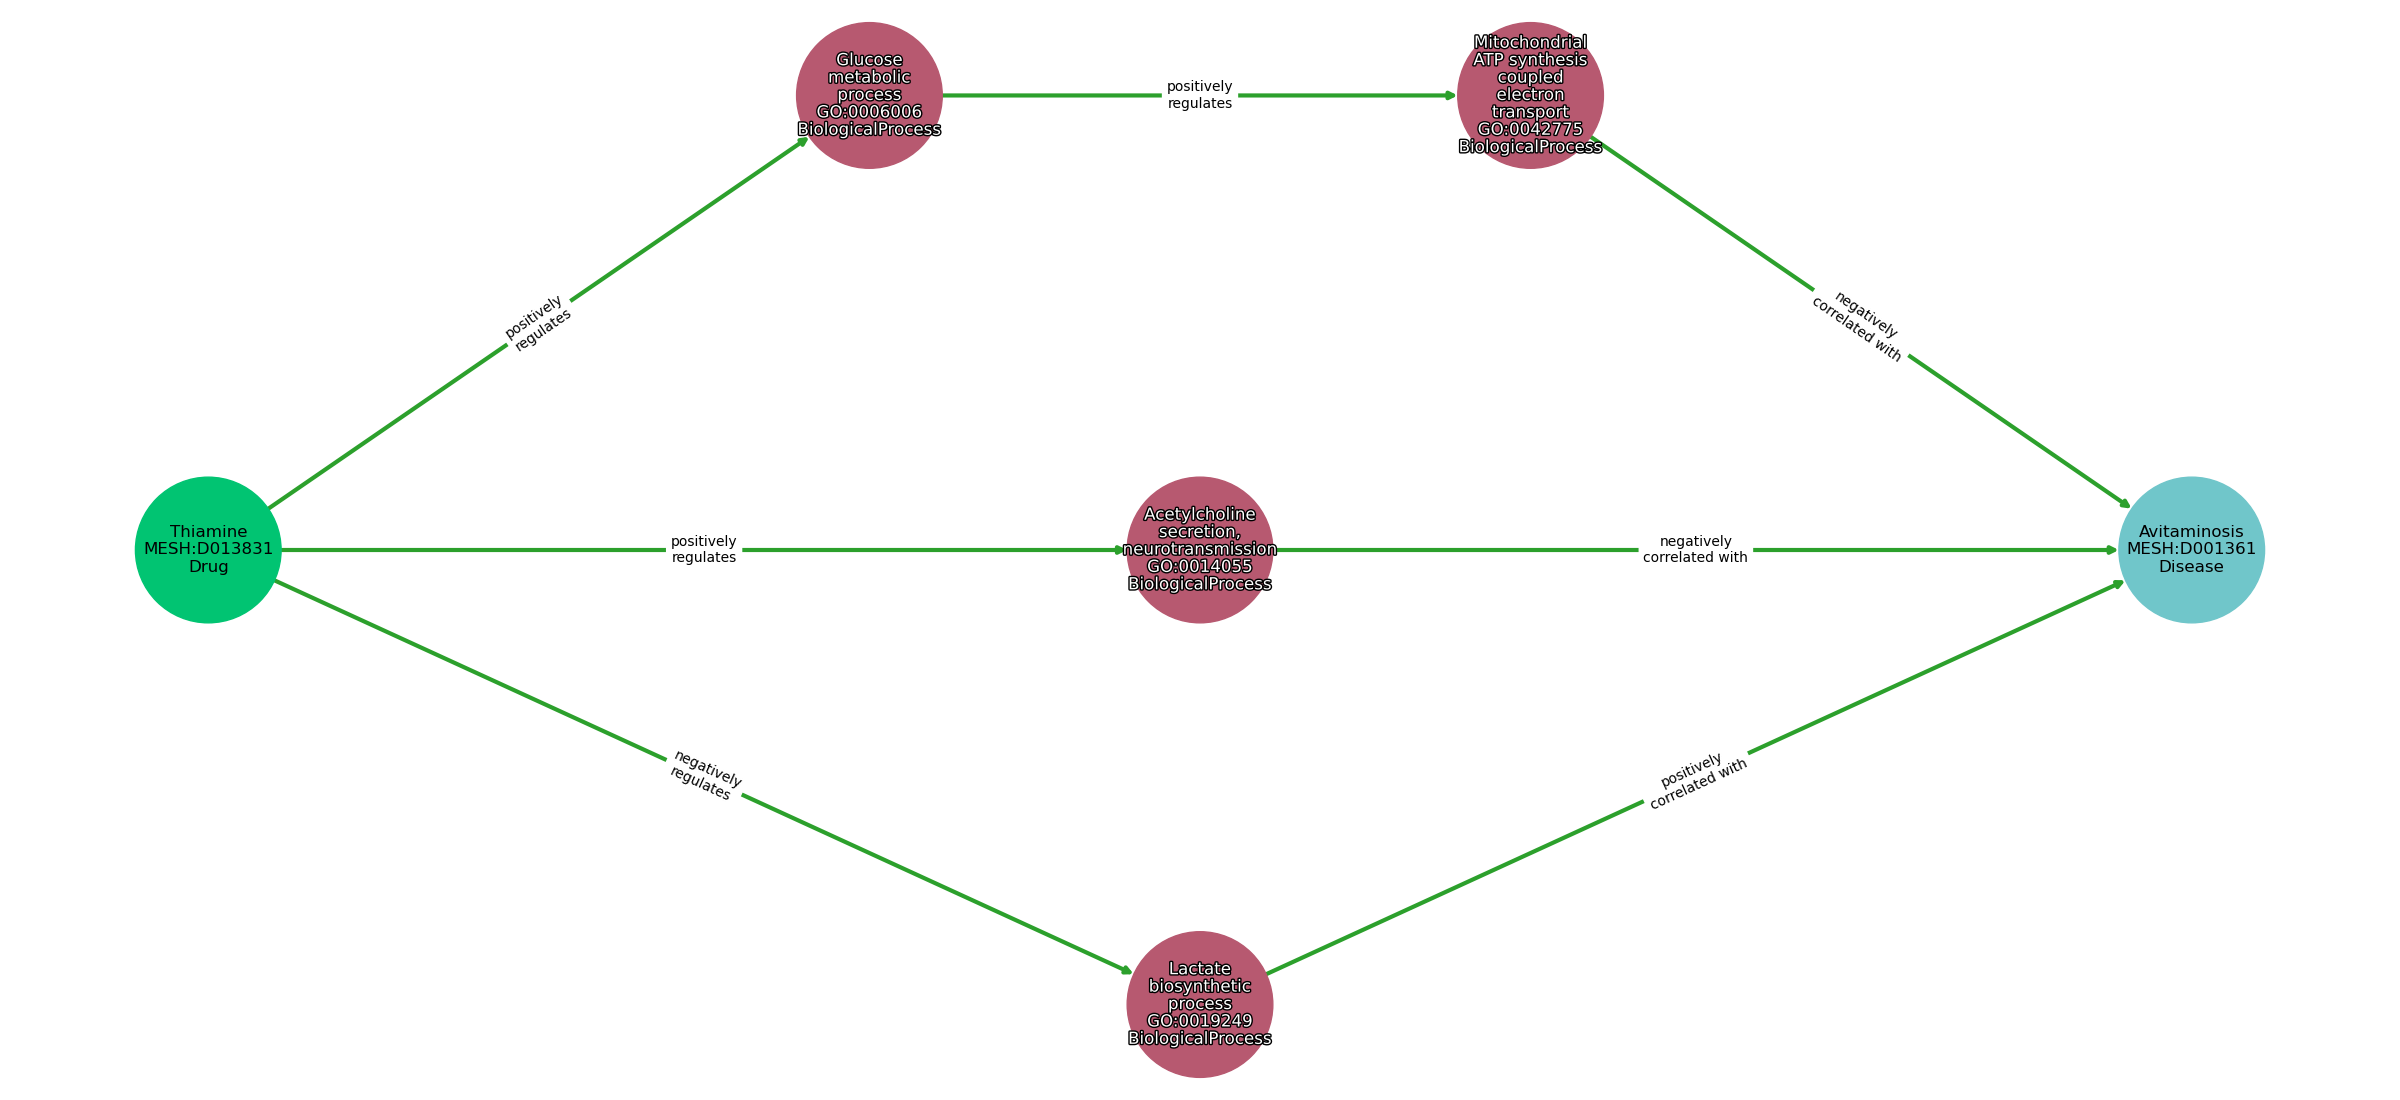 Glucose
metabolic
process
GO:0006006
BiologicalProcess
positively
regulates
Mitochondrial
ATP synthesis
coupled
electron
transport
GO:0042775
BiologicalProcess
positively
regulates
negatively
correlated with
Thiamine
MESH:D013831
Drug
positively
regulates
Acetylcholine
secretion,
neurotransmission
GO:0014055
BiologicalProcess
negatively
correlated with
Avitaminosis
MESH:D001361
Disease
negatively
regulates
positively
correlated with
Lactate
biosynthetic
process
GO:0019249
BiologicalProcess